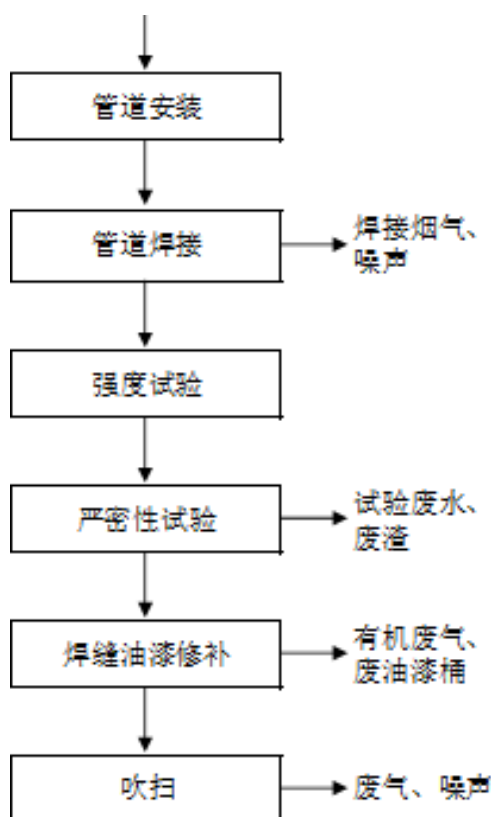 管道安装
管道焊接
焊接烟气、
噪声
强度试验
严密性试验
试验废水、
废渣
焊缝油漆修补
有机废气、
废油漆桶
吹扫
废气、噪声